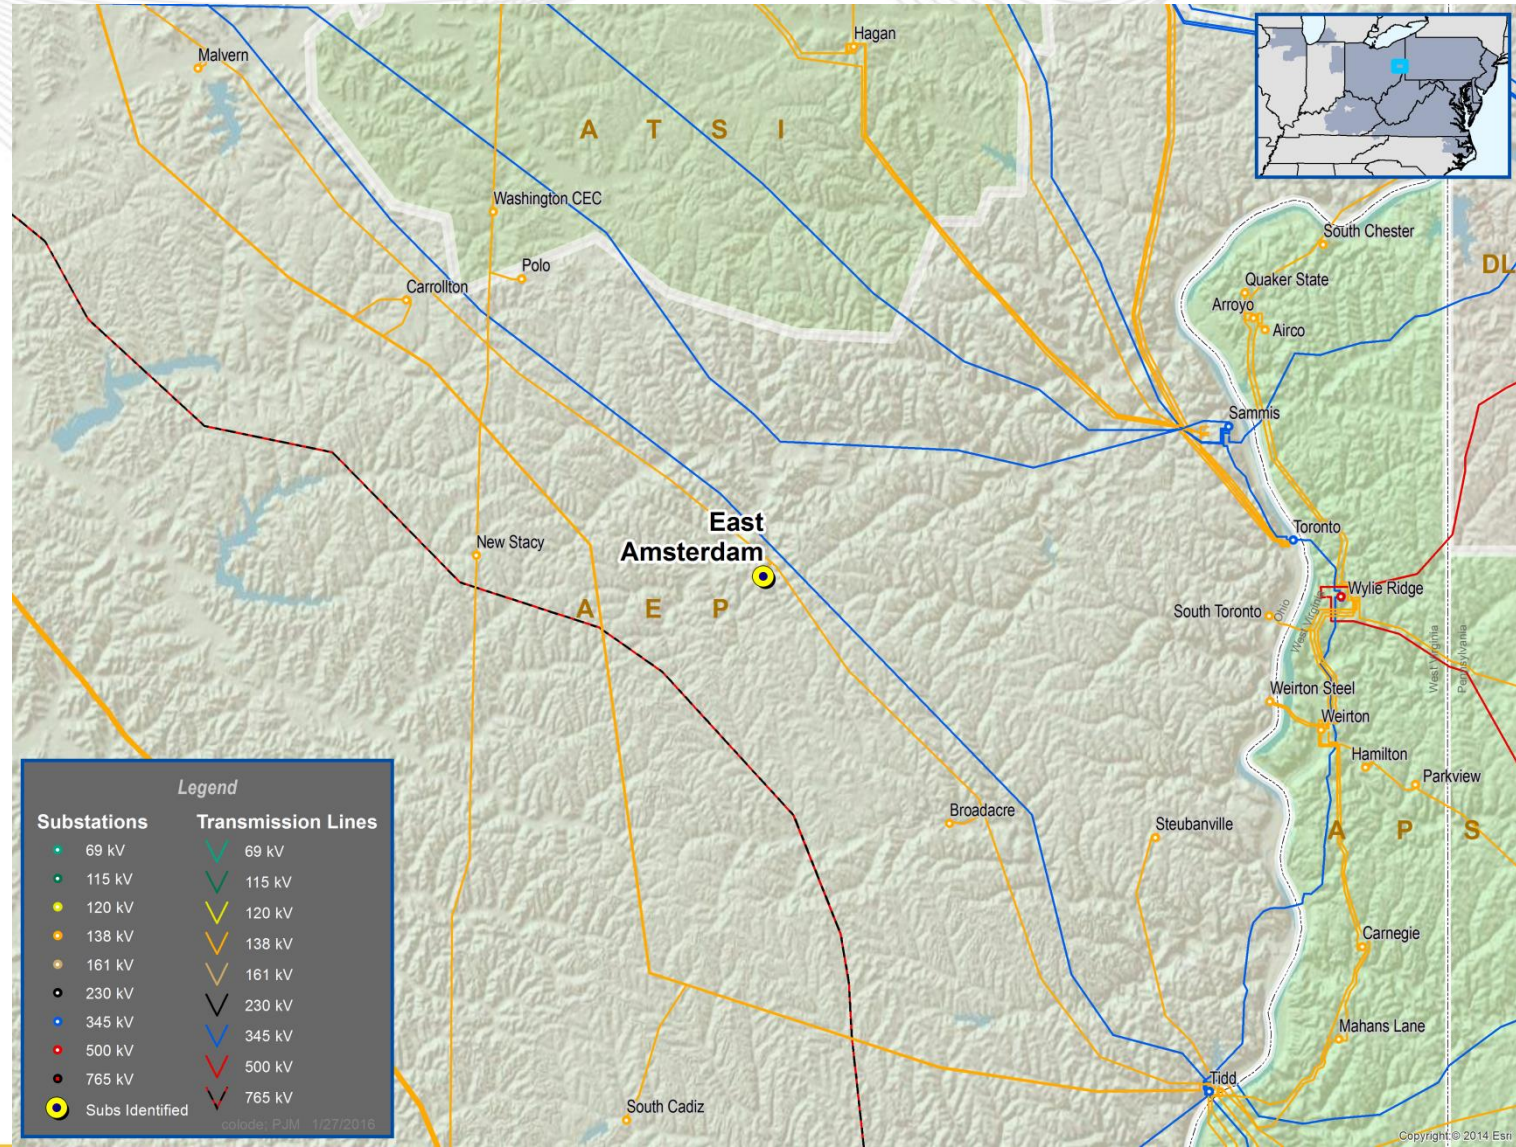 Malvern
Hagan
A T S I
Washington CEC
Polo
Carrollton
South Chester
DL
Quaker State
Arroyo
Airco
Sammis
East
Amsterdam
Toronto
New Stacy
Wylie Ridge
A E P
South Toronto
Ohio
West Virginia
West Virginia
Pennsylvania
Weirton Steel
Weirton
Hamilton
Parkview
Broadacre
Steubanville
A P S
Carnegie
Mahans Lane
Tidd
South Cadiz
Legend
Substations
69 kV
115 kV
120 kV
138 kV
161 kV
230 kV
345 kV
500 kV
765 kV
Subs Identified
Transmission Lines
69 kV
115 kV
120 kV
138 kV
161 kV
230 kV
345 kV
500 kV
765 kV
colode; PJM 1/27/2016
Copyright:© 2014 Esri